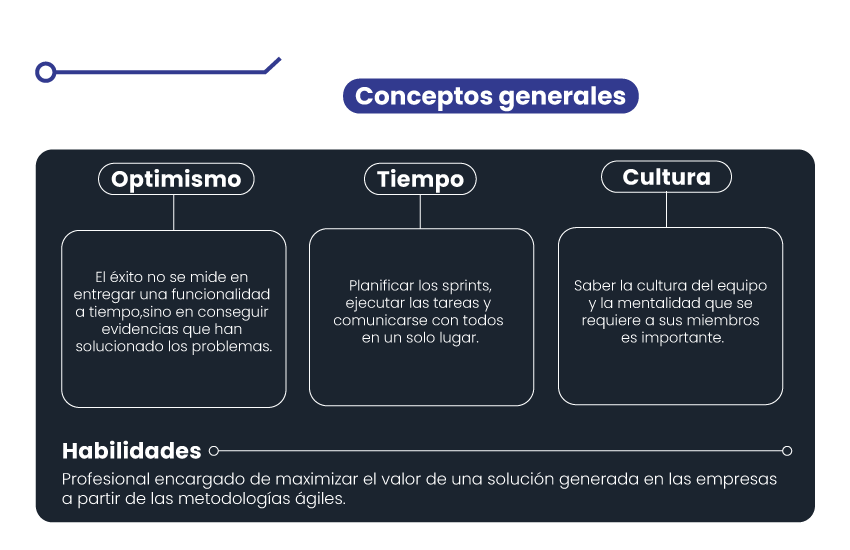 Conceptos generales
Optimismo
El éxito no se mide en
entregar una funcionalidad
a tiempo,sino en conseguir
evidencias que han
solucionado los problemas.
Tiempo
Planificar los sprints,
ejecutar las tareas y
comunicarse con todos
en un solo lugar.
Cultura
Saber la cultura del equipo
y la mentalidad que se
requiere a sus miembros
es importante.
Habilidades
Profesional encargado de maximizar el valor de una solución generada en las empresas
a partir de las metodologías ágiles.